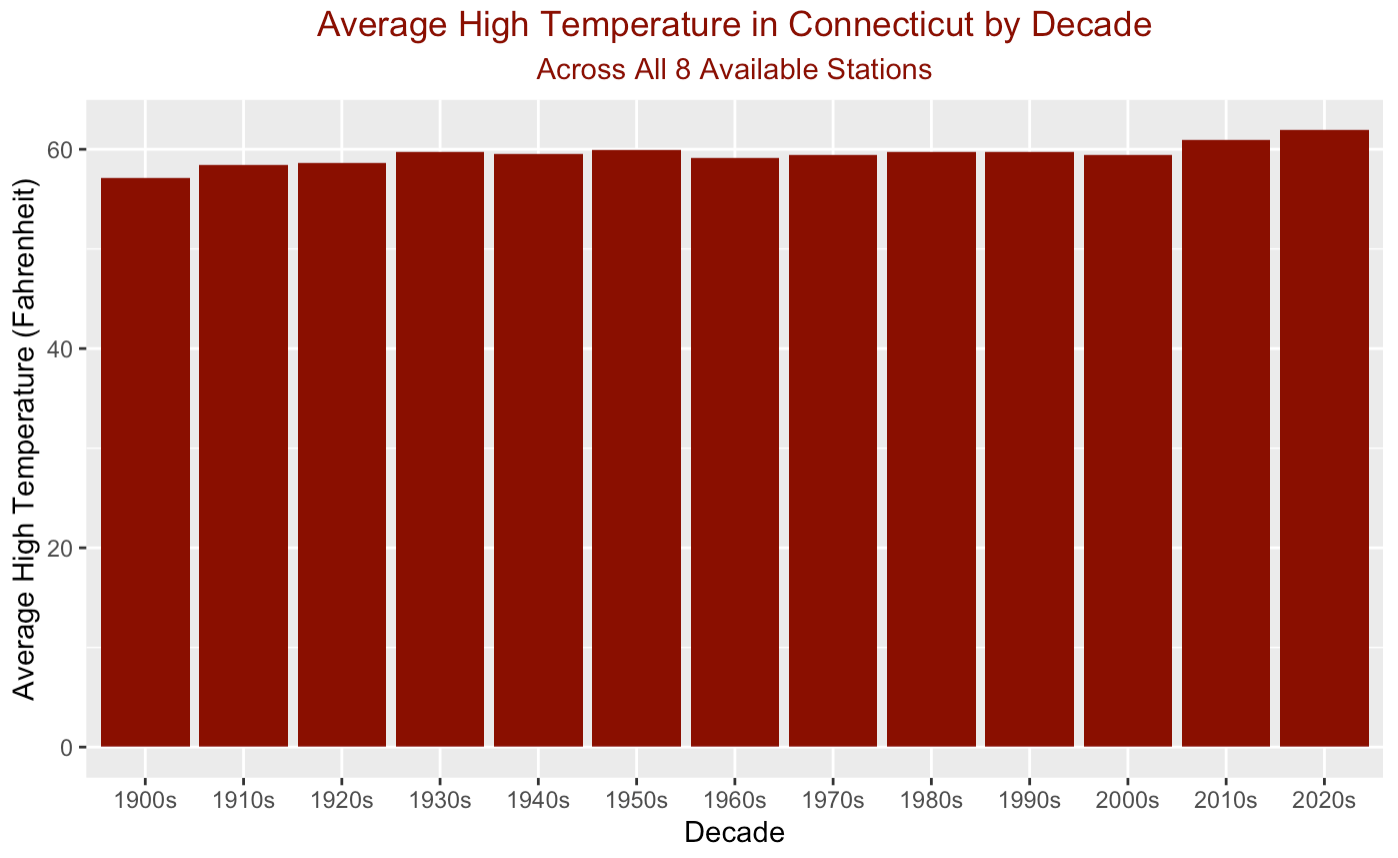 Average High Temperature in Connecticut by Decade
Across All 8 Available Stations
Average High Temperature (Fahrenheit)
60
40
20
0
1900s 1910s 1920s 1930s 1940s 1950s 1960s 1970s 1980s 1990s 2000s 2010s 2020s
Decade